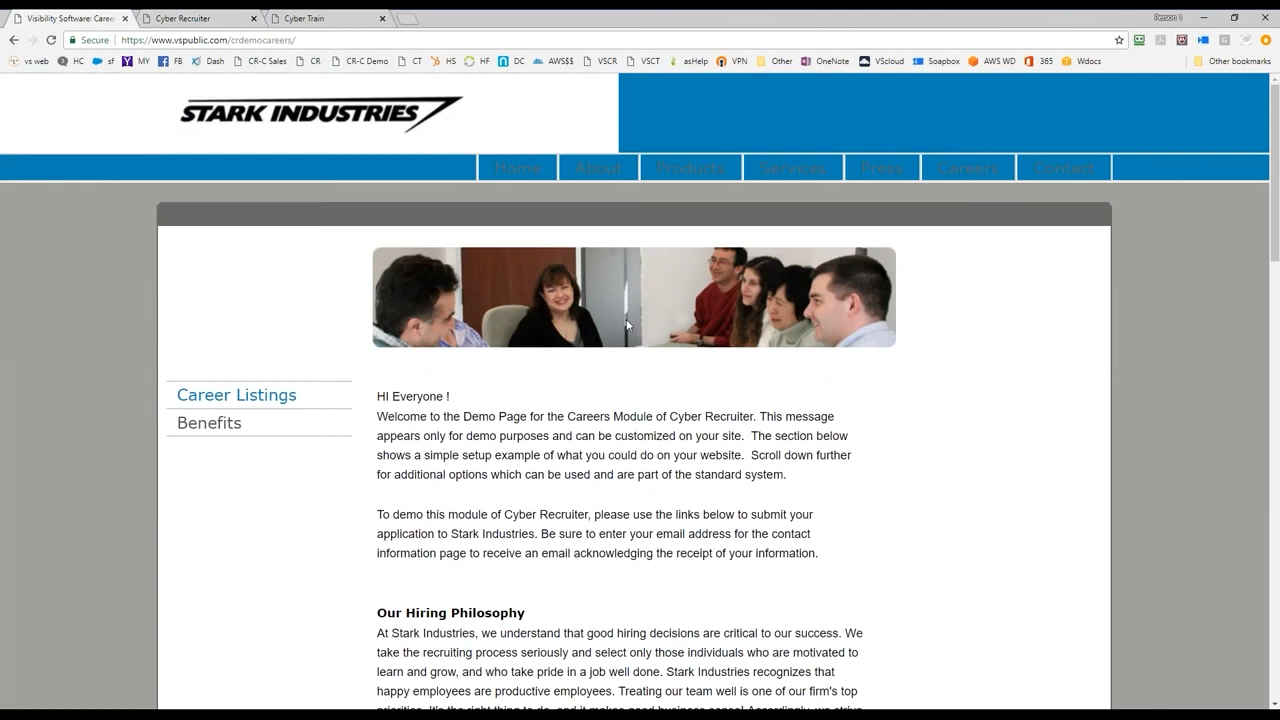 Visibility Software: Caree
Cyber Recruiter
Cyber Train
Person 1
Secure
https://www.vspublic.com/crdemocareers/
vs web
HC
sf
MY
FB
Dash
CR-C Sales
CR
CR-C Demo
CT
HS
HF
DC
AWS$$
VSCR
VSCT
asHelp
VPN
Other
OneNote
VScloud
Soapbox
AWS WD
365
Wdocs
Other bookmarks
STARK INDUSTRIES
Home
About
Products
Services
Press
Careers
Contact
Career Listings
Benefits
HI Everyone !
Welcome to the Demo Page for the Careers Module of Cyber Recruiter. This message
appears only for demo purposes and can be customized on your site. The section below
shows a simple setup example of what you could do on your website. Scroll down further
for additional options which can be used and are part of the standard system.
To demo this module of Cyber Recruiter, please use the links below to submit your
application to Stark Industries. Be sure to enter your email address for the contact
information page to receive an email acknowledging the receipt of your information.
Our Hiring Philosophy
At Stark Industries, we understand that good hiring decisions are critical to our success. We
take the recruiting process seriously and select only those individuals who are motivated to
learn and grow, and who take pride in a job well done. Stark Industries recognizes that
happy employees are productive employees. Treating our team well is one of our firm's top